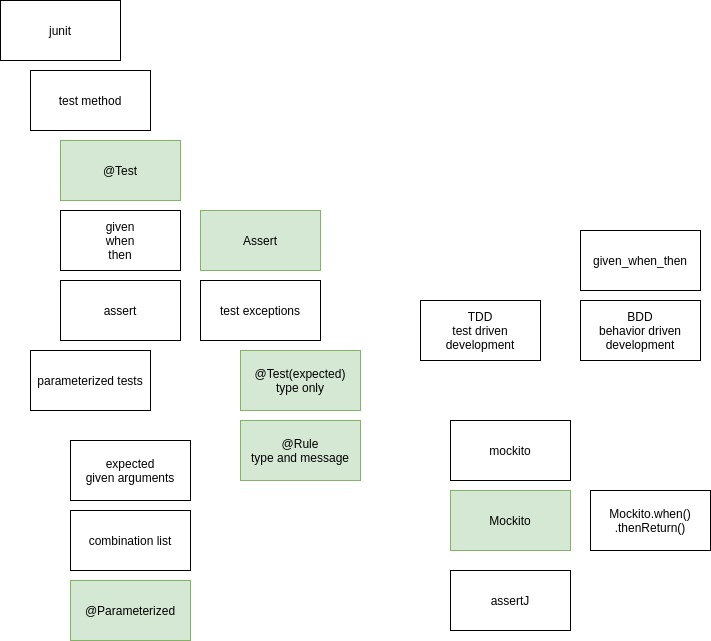 junit
test method
@Test
given
when
then
Assert
given_when_then
assert
test exceptions
TDD
test driven
development
BDD
behavior driven
development
parameterized tests
@Test(expected)
type only
@Rule
type and message
expected
given arguments
mockito
combination list
Mockito
Mockito.when()
.thenReturn()
@Parameterized
assertJ